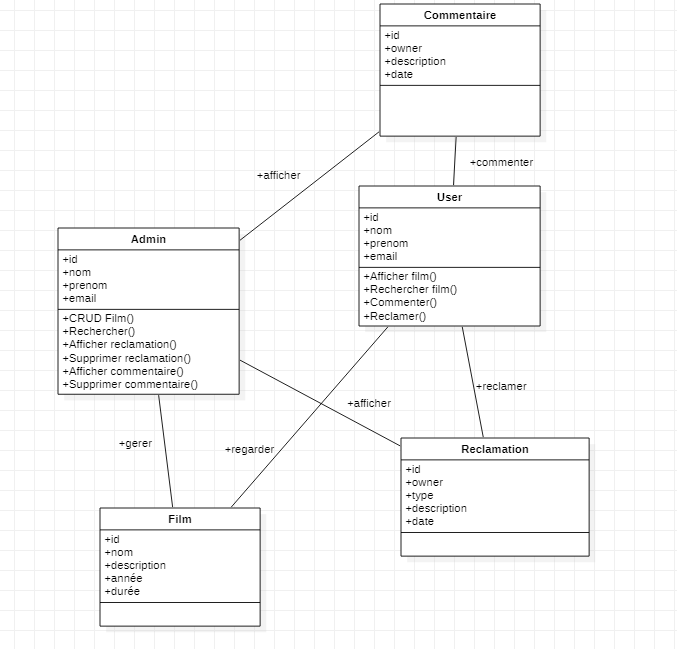 Commentaire
+id
+owner
+description
+date
+commenter
+afficher
User
+id
+nom
+prenom
+email
+Afficher film()
+Rechercher film()
+Commenter()
+Reclamer()
Admin
+id
+nom
+prenom
+email
+CRUD Film()
+Rechercher()
+Afficher reclamation()
+Supprimer reclamation()
+Afficher commentaire()
+Supprimer commentaire()
+reclamer
+afficher
+gerer
+regarder
Reclamation
+id
+owner
+type
+description
+date
Film
+id
+nom
+description
+année
+durée